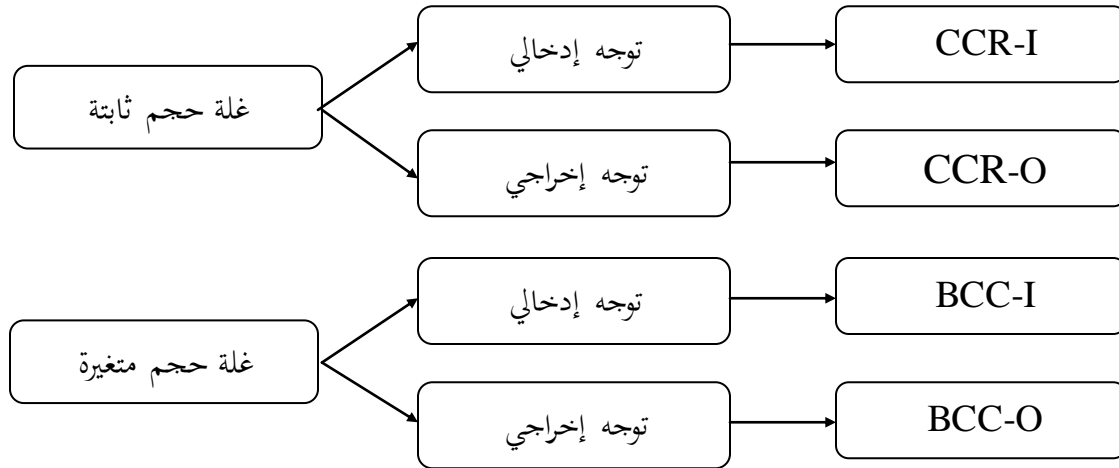 غلة حجم ثابتة
توجه إدخالي
CCR-I
توجه إخراجي
CCR-O
غلة حجم متغيرة
توجه إدخالي
BCC-I
توجه إخراجي
BCC-O